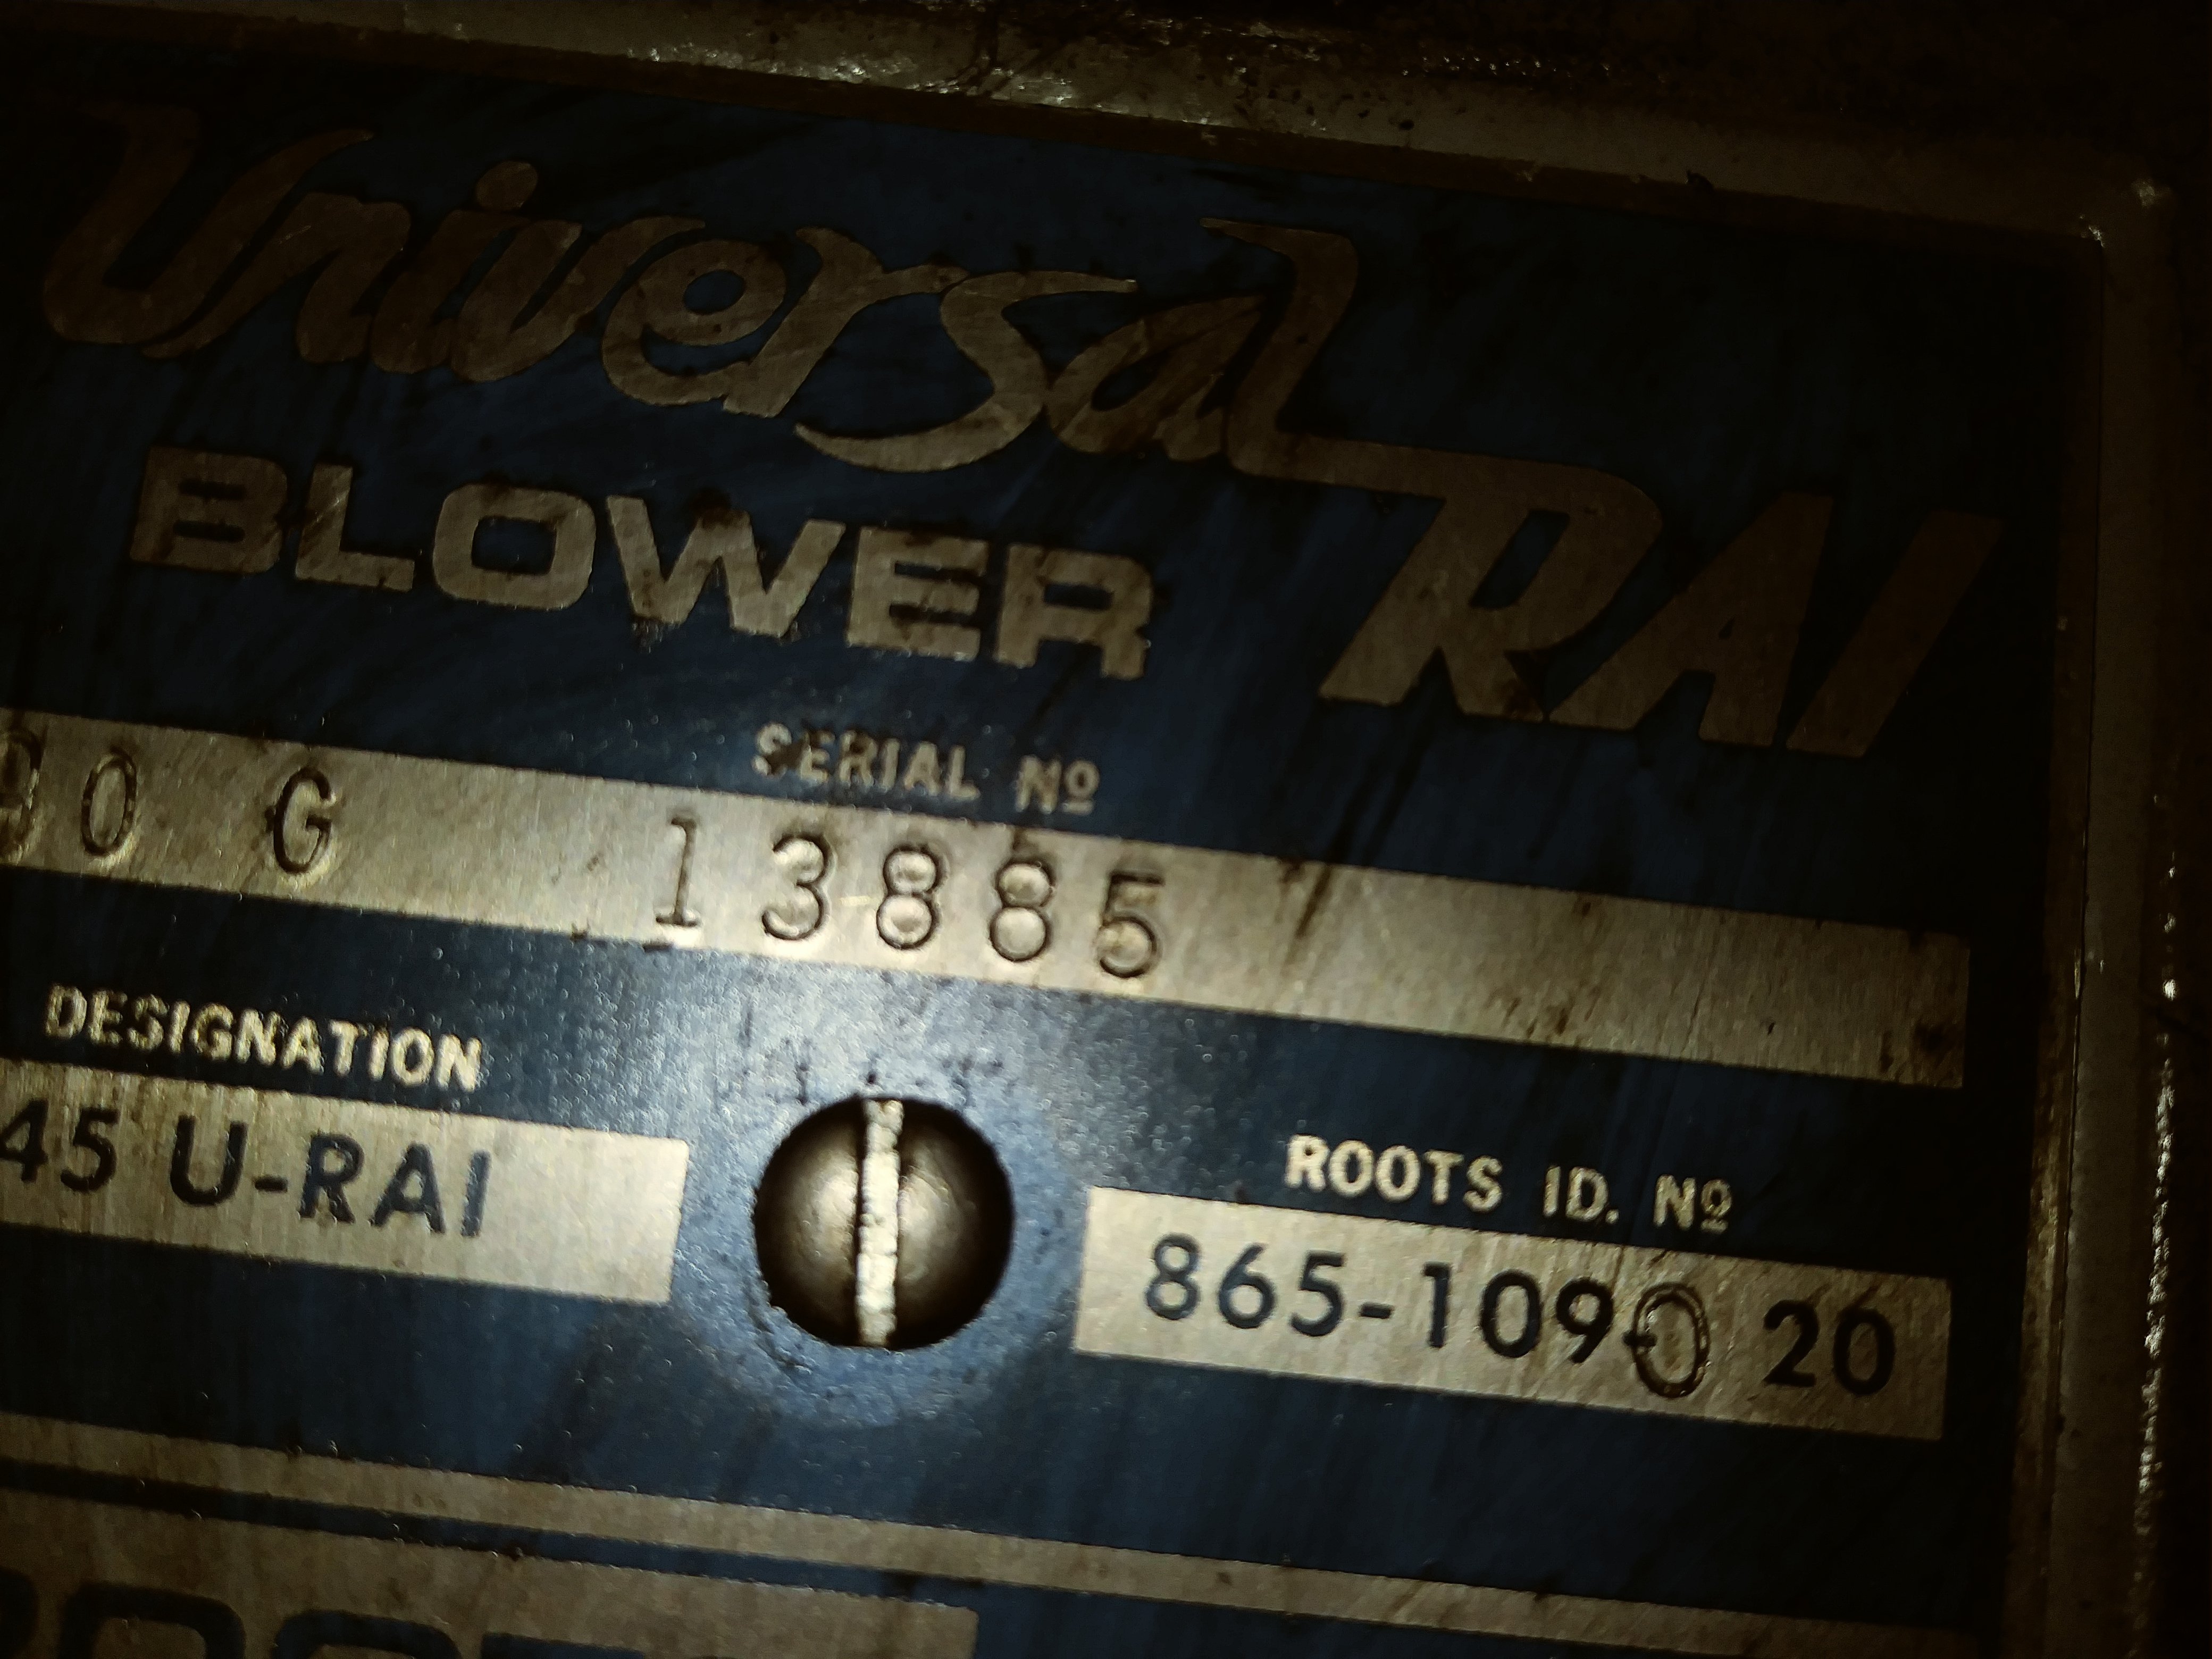 Universal RAI
BLOWER
SERIAL Nº
90 G 13885
DESIGNATION
45 U-RAI
ROOTS ID. Nº
865-1090 20